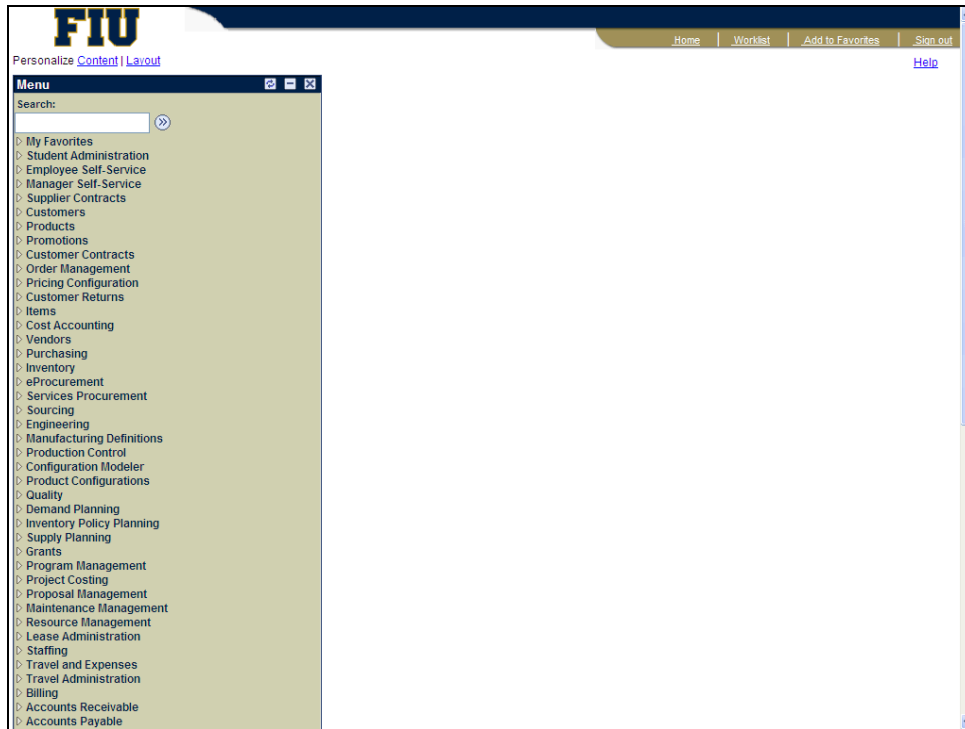 FIU
Home | Worklist | Add to Favorites | Sign out
Personalize Content | Layout
Help
Menu
Search:
My Favorites
Student Administration
Employee Self-Service
Manager Self-Service
Supplier Contracts
Customers
Products
Promotions
Customer Contracts
Order Management
Pricing Configuration
Customer Returns
Items
Cost Accounting
Vendors
Purchasing
Inventory
eProcurement
Services Procurement
Sourcing
Engineering
Manufacturing Definitions
Production Control
Configuration Modeler
Product Configurations
Quality
Demand Planning
Inventory Policy Planning
Supply Planning
Grants
Program Management
Project Costing
Proposal Management
Maintenance Management
Resource Management
Lease Administration
Staffing
Travel and Expenses
Travel Administration
Billing
Accounts Receivable
Accounts Payable